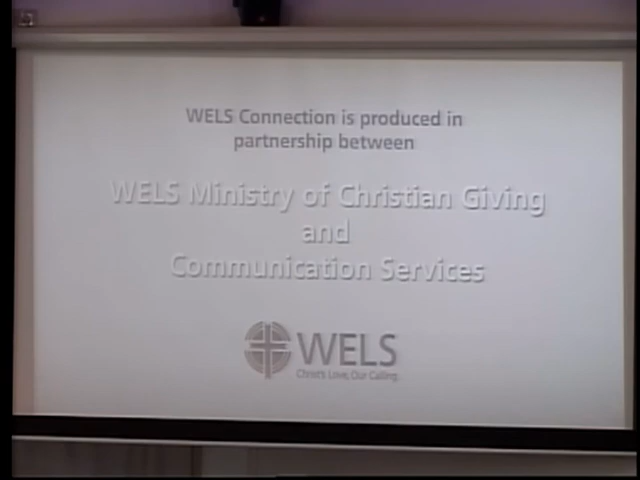 WELS Connection is produced in
partnership between
WELS Ministry of Christian Giving
and
Communication Services
WELS
Christ's Love, Our Calling.